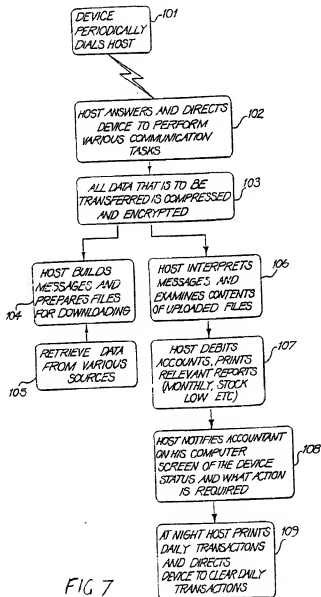 DEVICE
PERIODICALLY
DIALS HOST
101
HOST ANSWERS AND DIRECTS
DEVICE TO PERFORM
VARIOUS COMMUNICATION
TASKS
102
ALL DATA THAT IS TO BE
TRANSFERRED IS COMPRESSED
AND ENCRYPTED
103
HOST BUILDS
MESSAGES AND
PREPARES FILES
FOR DOWNLOADING
104
RETRIEVE DATA
FROM VARIOUS
SOURCES
105
HOST INTERPRETS
MESSAGES AND
EXAMINES CONTENTS
OF UPLOADED FILES
106
HOST DEBITS
ACCOUNTS, PRINTS
RELEVANT REPORTS
(MONTHLY, STOCK
LOW ETC)
107
HOST NOTIFIES ACCOUNTANT
ON HIS COMPUTER
SCREEN OF THE DEVICE
STATUS AND WHAT ACTION
IS REQUIRED
108
AT NIGHT HOST PRINTS
DAILY TRANSACTIONS
AND DIRECTS
DEVICE TO CLEAR DAILY
TRANSACTIONS
109
FIG 7